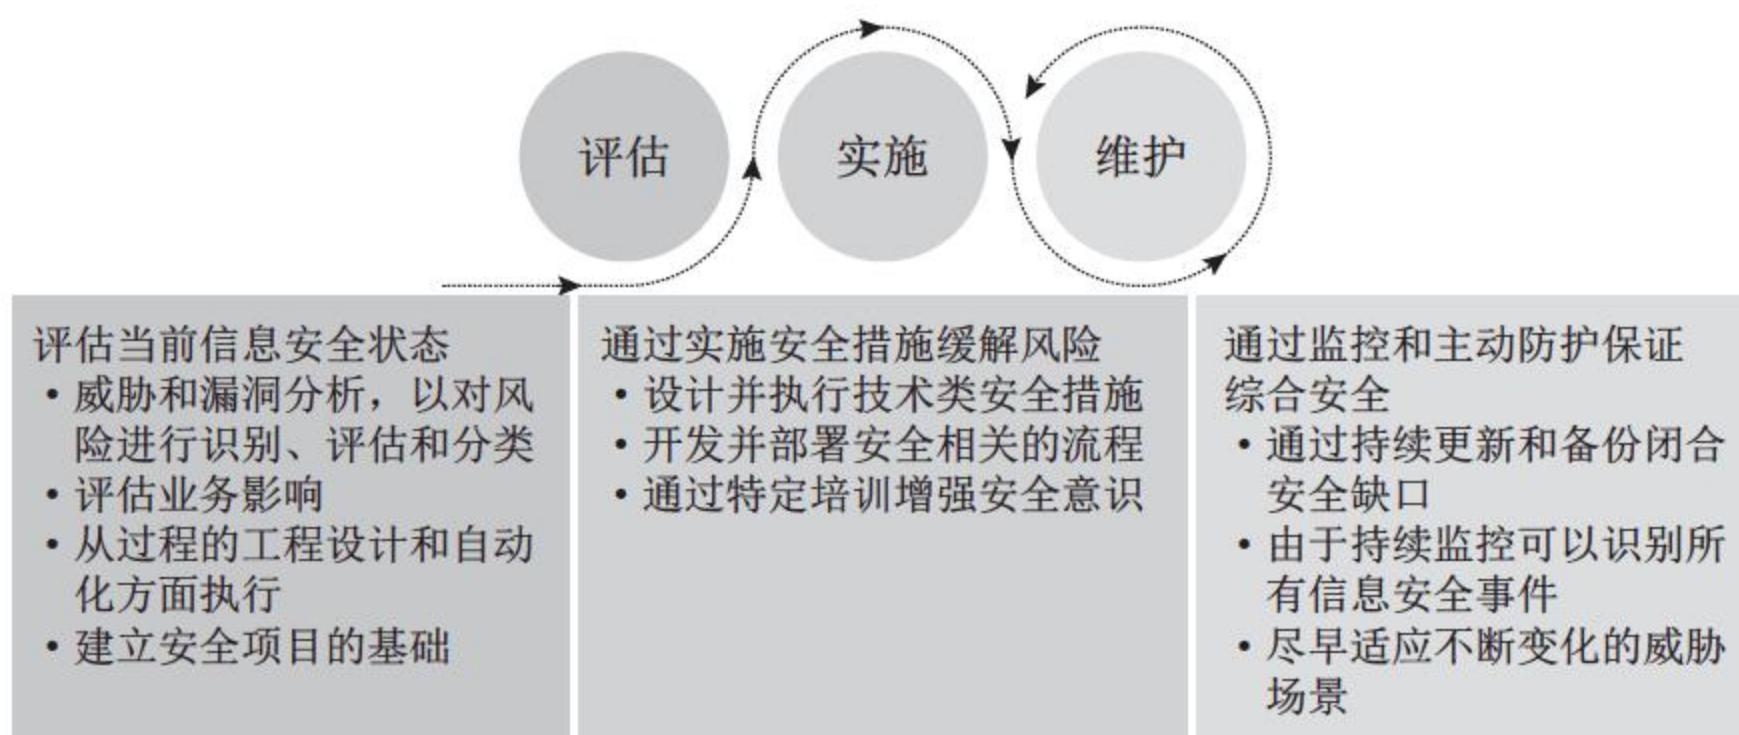 评估
实施
维护
评估当前信息安全状态
• 威胁和漏洞分析，以对风
险进行识别、评估和分类
• 评估业务影响
• 从过程的工程设计和自动
化方面执行
• 建立安全项目的基础
通过实施安全措施缓解风险
• 设计并执行技术类安全措施
• 开发并部署安全相关的流程
• 通过特定培训增强安全意识
通过监控和主动防护保证
综合安全
• 通过持续更新和备份闭合
安全缺口
• 由于持续监控可以识别所
有信息安全事件
• 尽早适应不断变化的威胁
场景